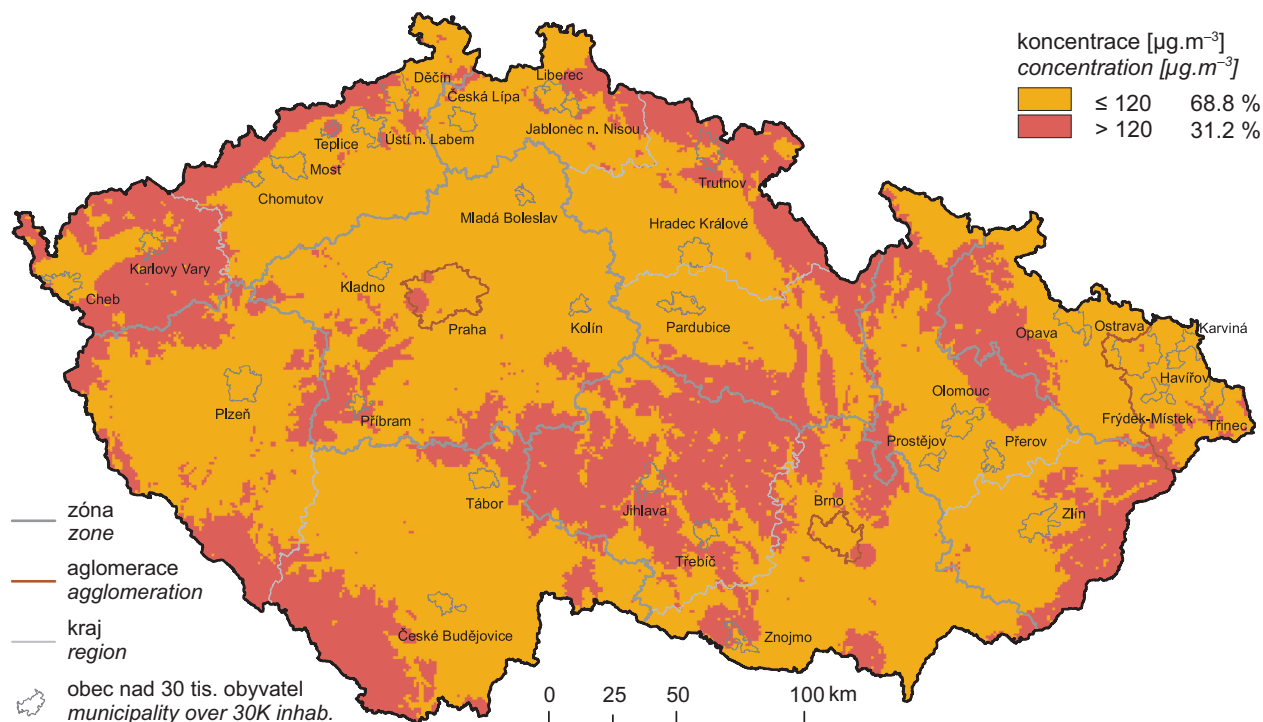 koncentrace [µg.m⁻³]
concentration [µg.m⁻³]
≤ 120 68.8 %
> 120 31.2 %
Děčín
Liberec
Česká Lípa
Jablonec n. Nisou
Teplice
Ústí n. Labem
Most
Chomutov
Trutnov
Mladá Boleslav
Hradec Králové
Karlovy Vary
Cheb
Kladno
Praha
Kolín
Pardubice
Opava
Ostrava
Karviná
Havířov
Olomouc
Plzeň
Příbram
Frýdek-Místek
Třinec
Prostějov
Přerov
Tábor
Jihlava
Brno
Zlín
Třebíč
České Budějovice
Znojmo
zóna
zone
aglomerace
agglomeration
kraj
region
obec nad 30 tis. obyvatel
municipality over 30K inhab.
0 25 50 100 km